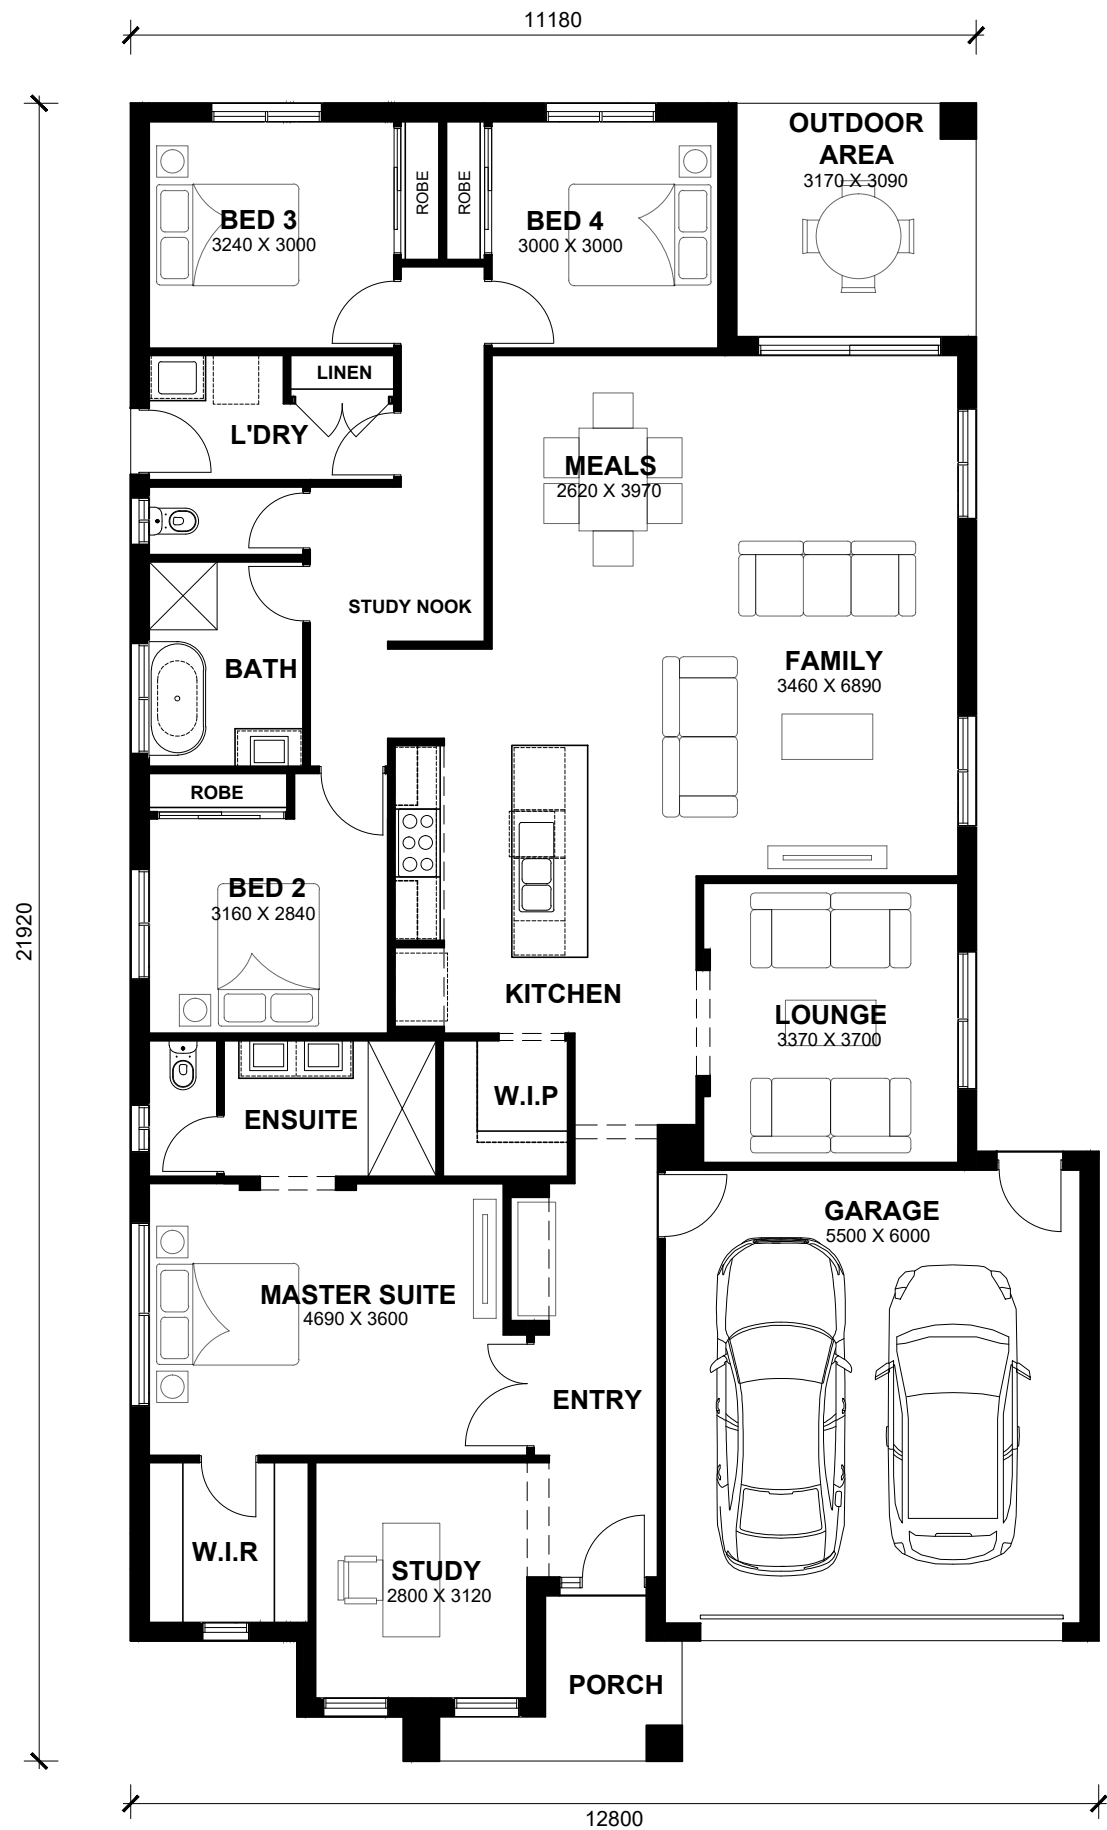 11180
OUTDOOR
AREA
3170 X 3090
ROBE
ROBE
BED 3
3240 X 3000
BED 4
3000 X 3000
LINEN
L'DRY
MEALS
2620 X 3970
STUDY NOOK
BATH
FAMILY
3460 X 6890
ROBE
BED 2
3160 X 2840
21920
KITCHEN
LOUNGE
3370 X 3700
W.I.P
ENSUITE
GARAGE
5500 X 6000
MASTER SUITE
4690 X 3600
ENTRY
W.I.R
STUDY
2800 X 3120
PORCH
12800